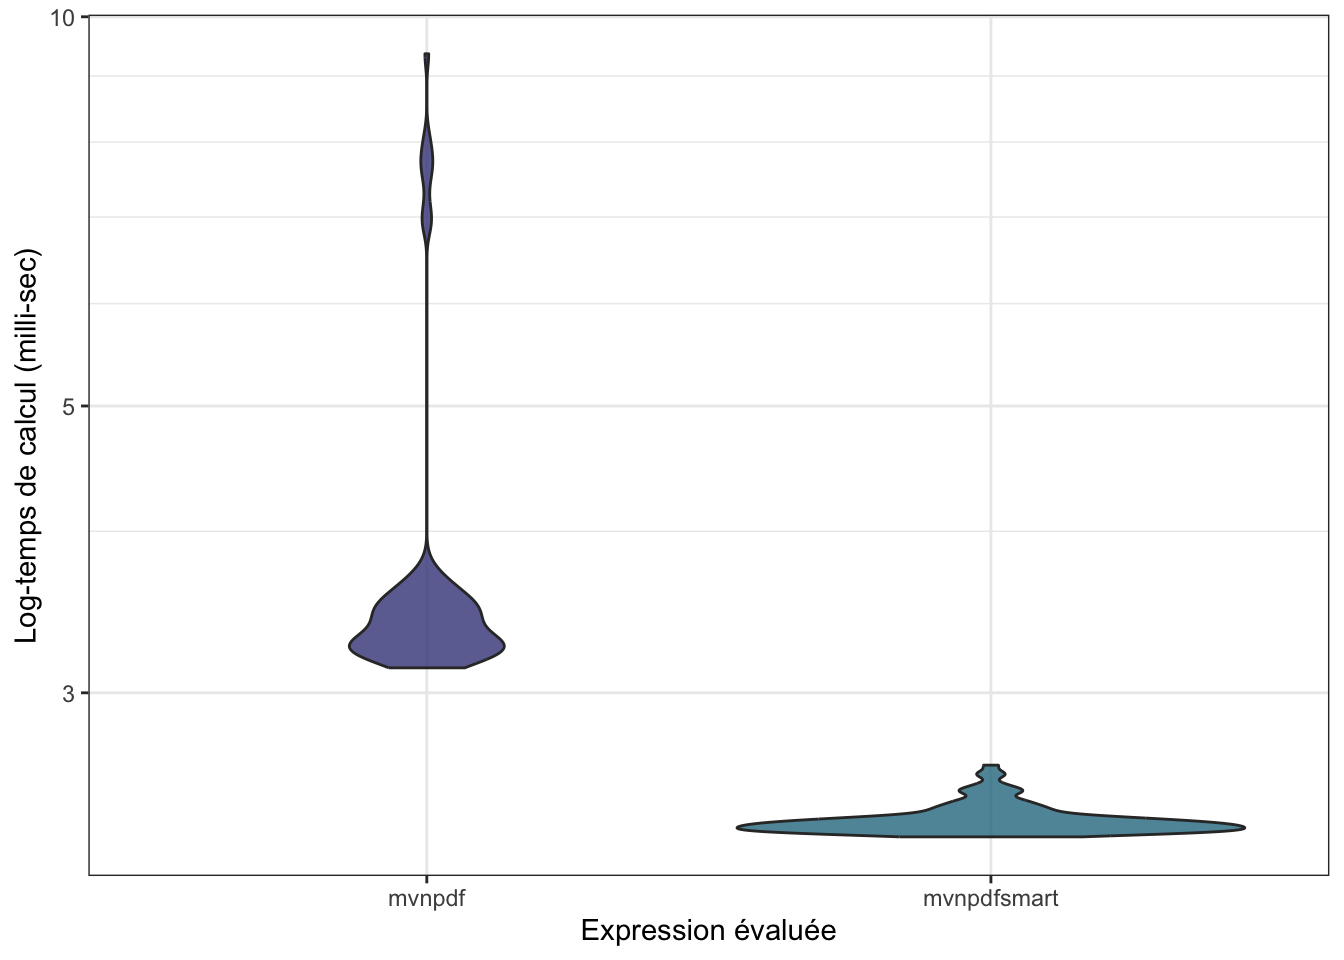 Log-temps de calcul (milli-sec)
10
5
3
mvnpdf
mvnpdfsmart
Expression évaluée